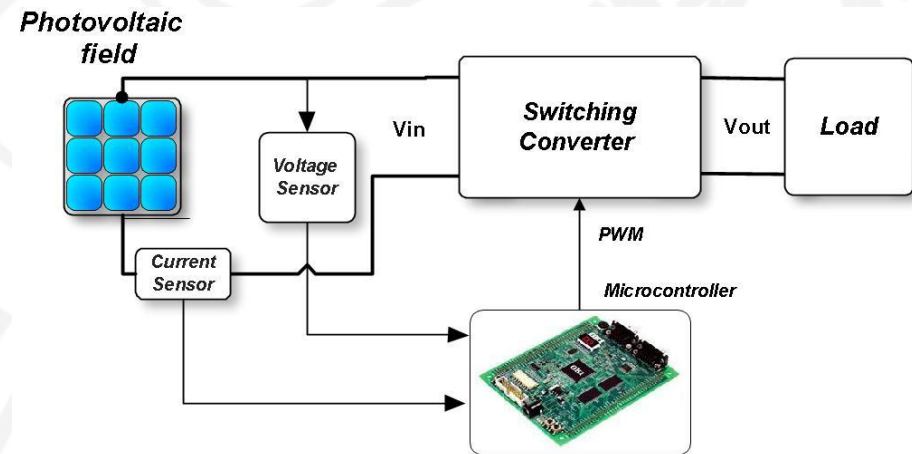 Photovoltaic
field
Vin
Switching
Converter
Vout
Load
Voltage
Sensor
PWM
Current
Sensor
Microcontroller